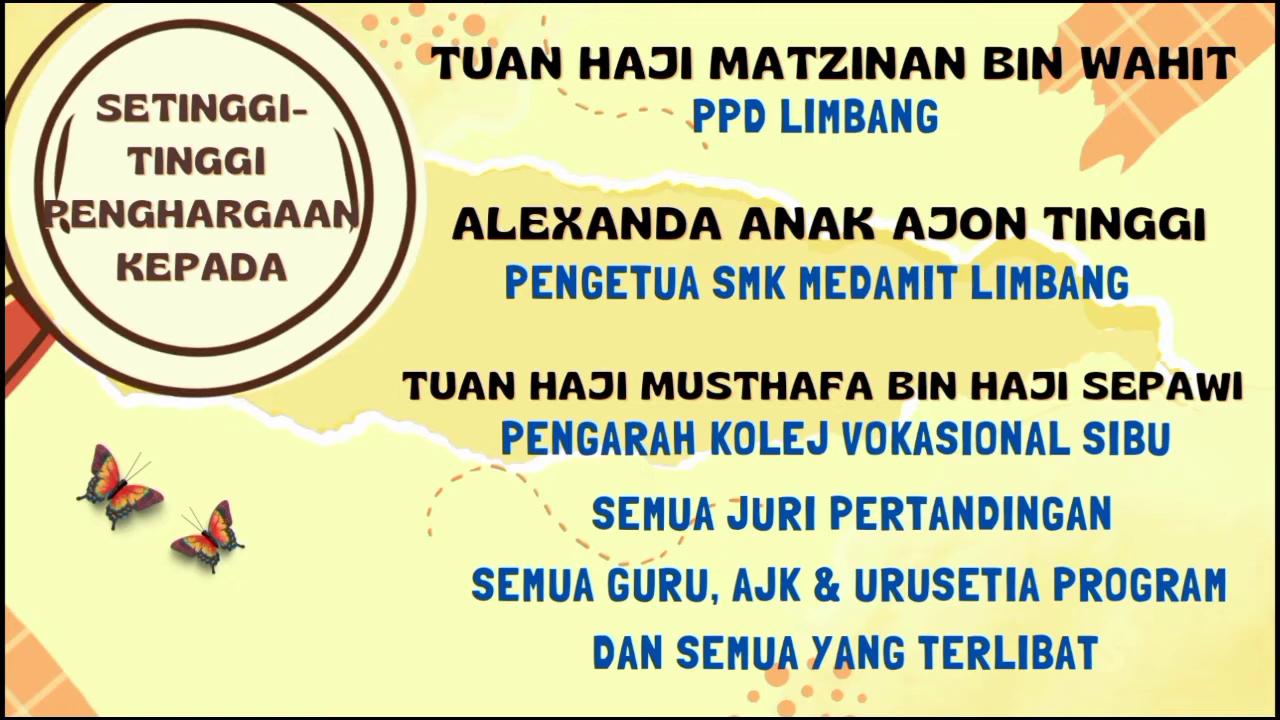 SETINGGI-
TINGGI
PENGHARGAAN
KEPADA
TUAN HAJI MATZINAN BIN WAHIT
PPD LIMBANG
ALEXANDA ANAK AJON TINGGI
PENGETUA SMK MEDAMIT LIMBANG
TUAN HAJI MUSTHAFA BIN HAJI SEPAWI
PENGARAH KOLEJ VOKASIONAL SIBU
SEMUA JURI PERTANDINGAN
SEMUA GURU, AJK & URUSETIA PROGRAM
DAN SEMUA YANG TERLIBAT